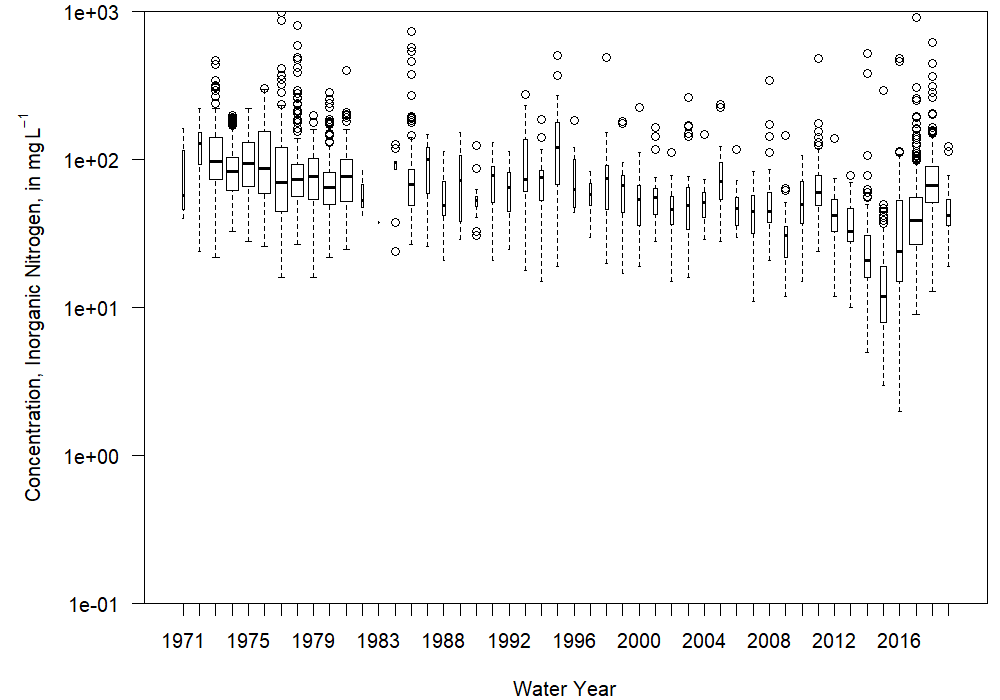 Concentration, Inorganic Nitrogen, in mgL⁻¹
1e+03
1e+02
1e+01
1e+00
1e-01
1971 1975 1979 1983 1988 1992 1996 2000 2004 2008 2012 2016
Water Year